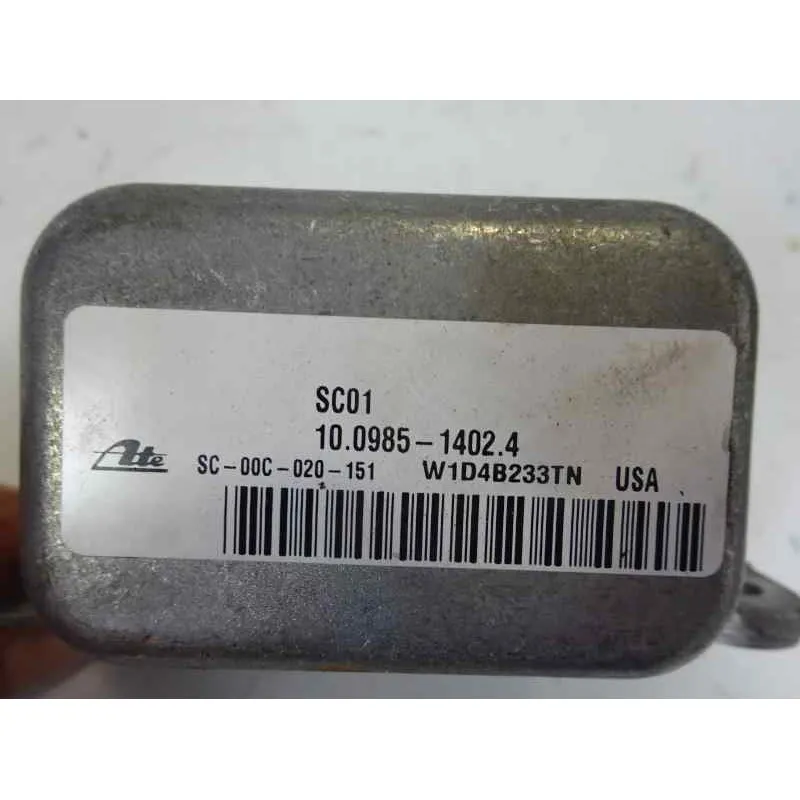 SC01
10.0985-1402.4
Ate
SC-00C-020-151 W1D4B233TN USA